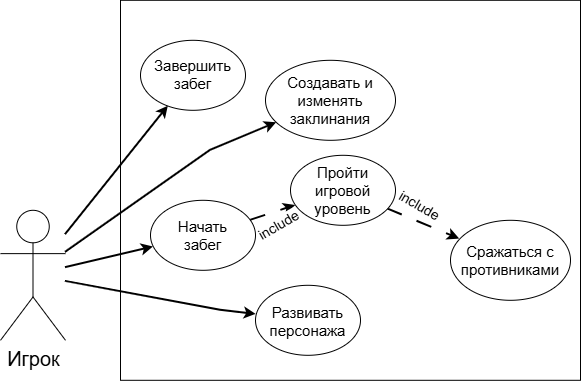 Завершить
забег
Создавать и
изменять
заклинания
Пройти
игровой
уровень
include
include
Начать
забег
Сражаться с
противниками
Развивать
персонажа
Игрок